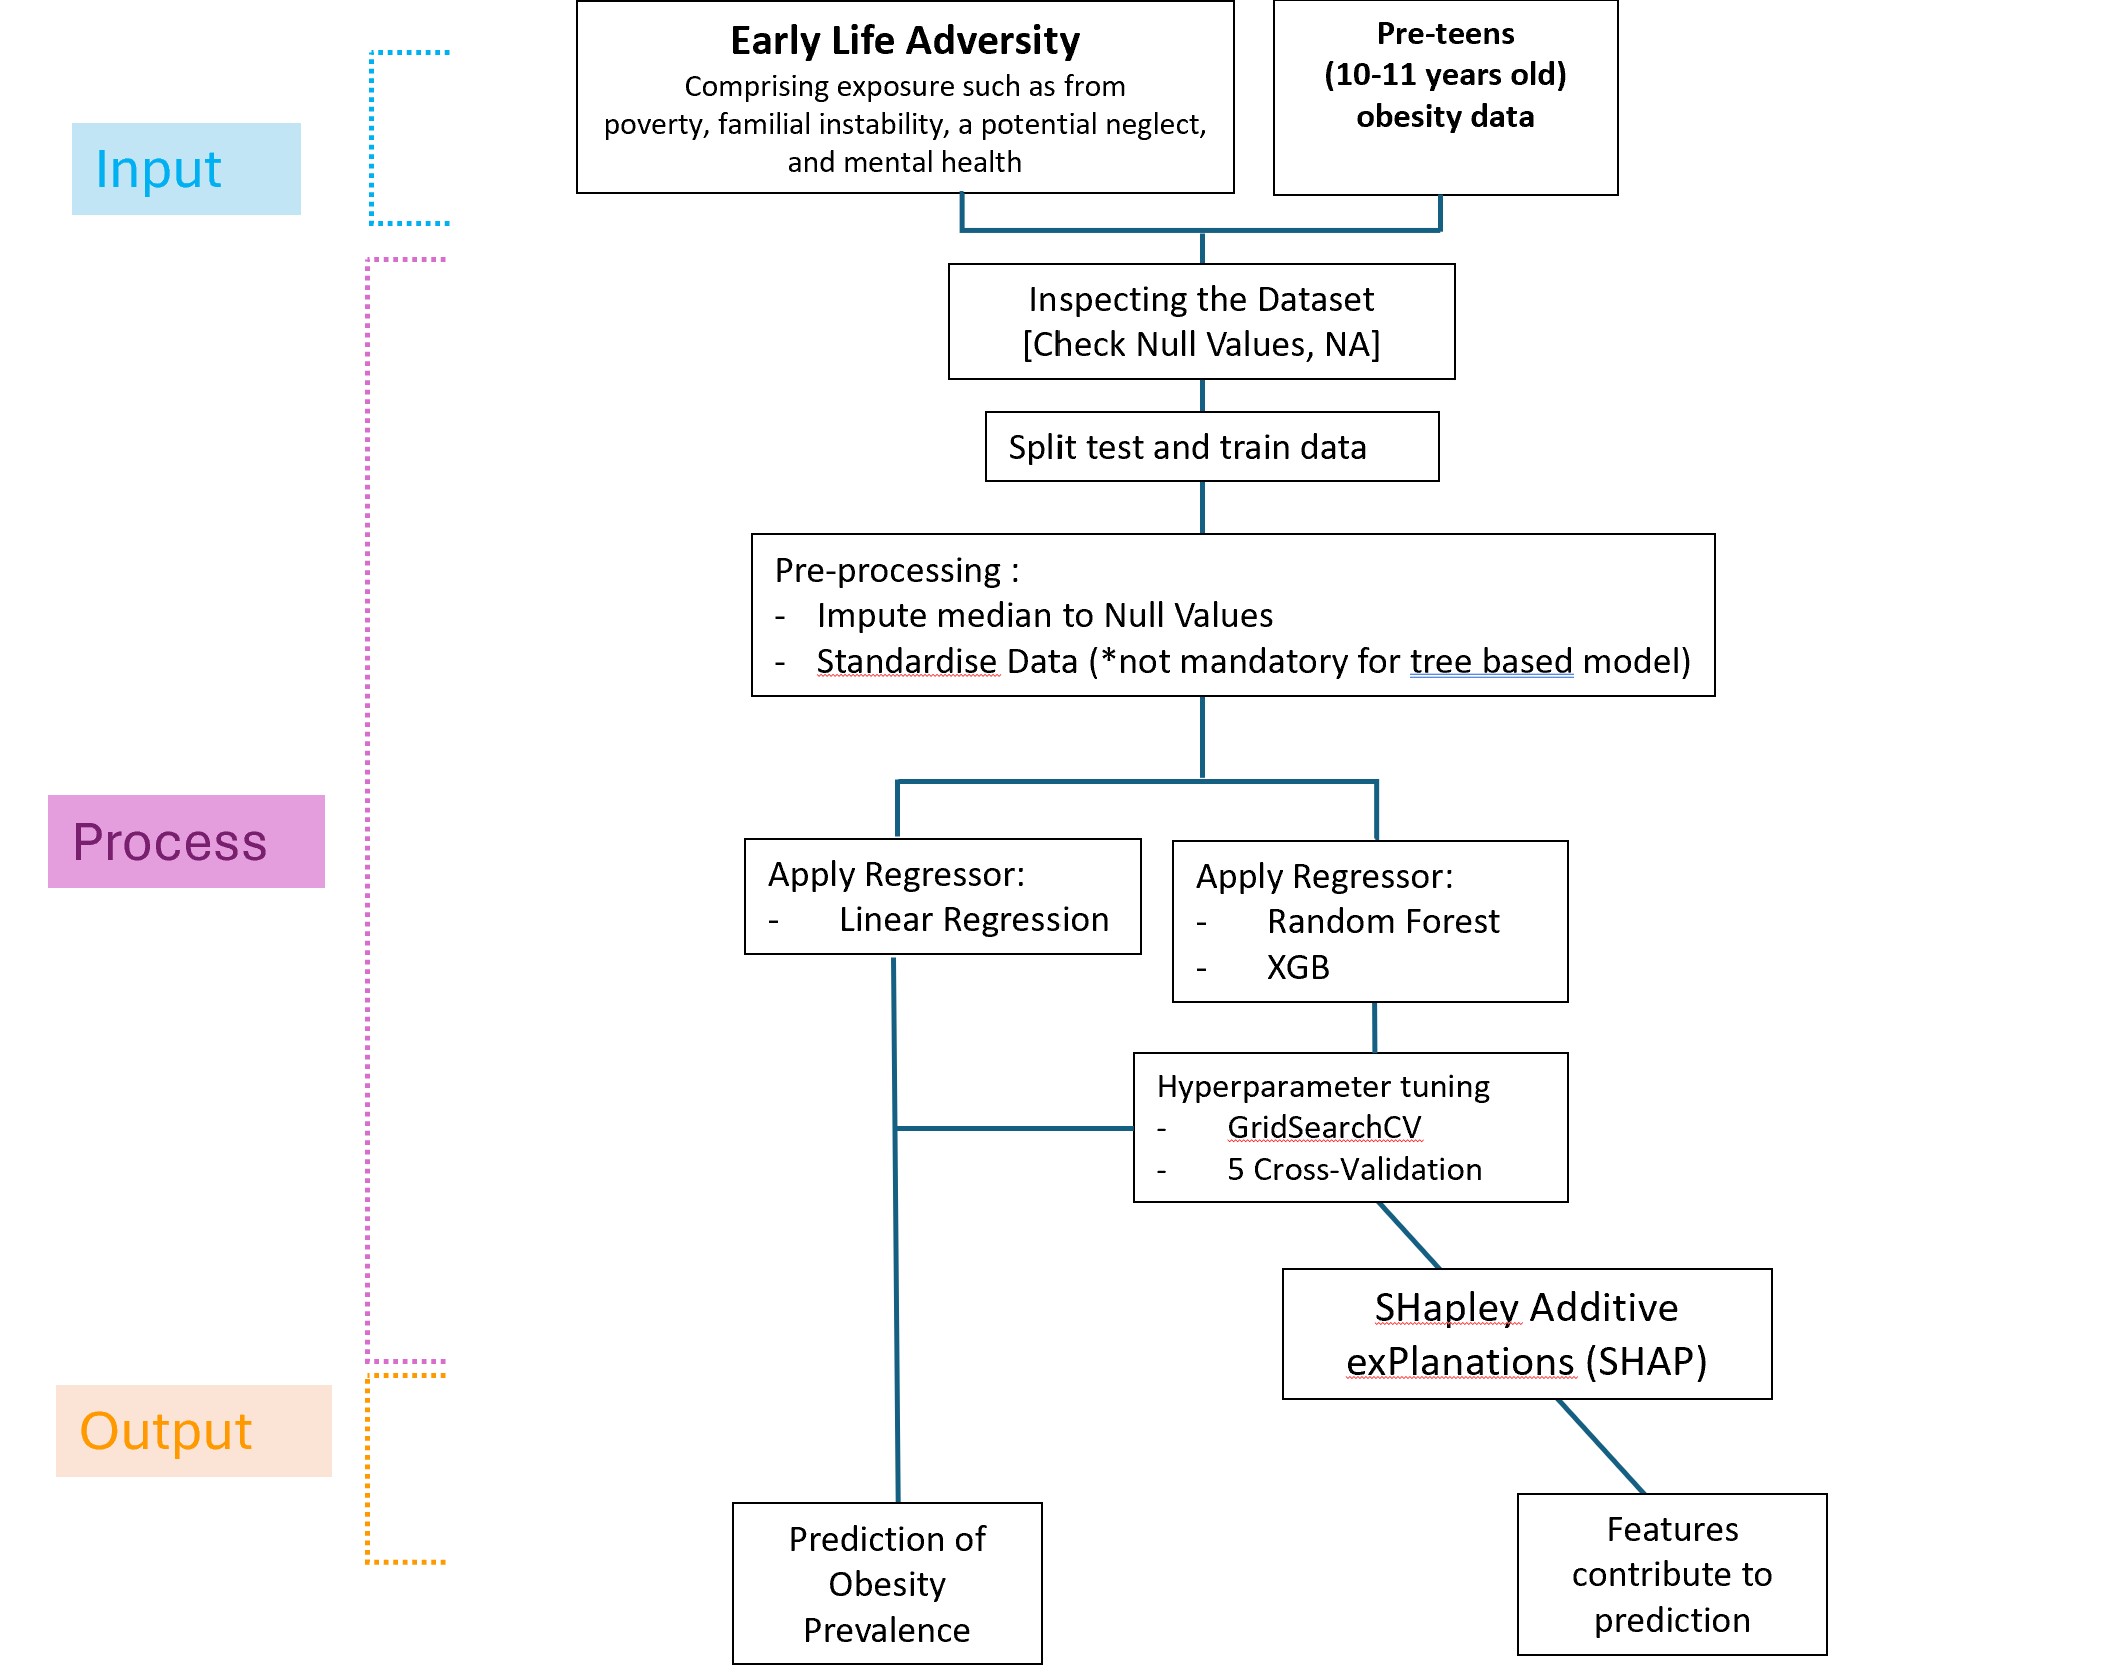 Early Life Adversity
Comprising exposure such as from
poverty, familial instability, a potential neglect,
and mental health
Pre-teens
(10-11 years old)
obesity data
Input
Inspecting the Dataset
[Check Null Values, NA]
Split test and train data
Pre-processing :
- Impute median to Null Values
- Standardise Data (*not mandatory for tree based model)
Process
Apply Regressor:
- Linear Regression
Apply Regressor:
- Random Forest
- XGB
Hyperparameter tuning
- GridSearchCV
- 5 Cross-Validation
SHapley Additive
exPlanations (SHAP)
Output
Prediction of
Obesity
Prevalence
Features
contribute to
prediction